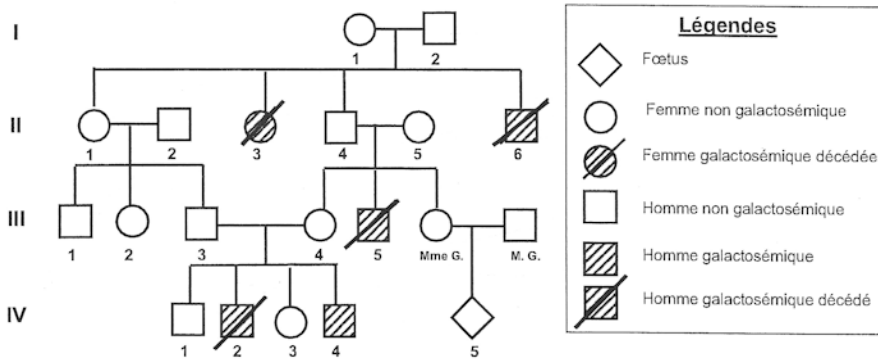 I
1 2
II
1 2 3 4 5 6
III
1 2 3 4 5 Mme G. M. G.
IV
1 2 3 4 5
Légendes
Fœtus
Femme non galactosémique
Femme galactosémique décédée
Homme non galactosémique
Homme galactosémique
Homme galactosémique décédé